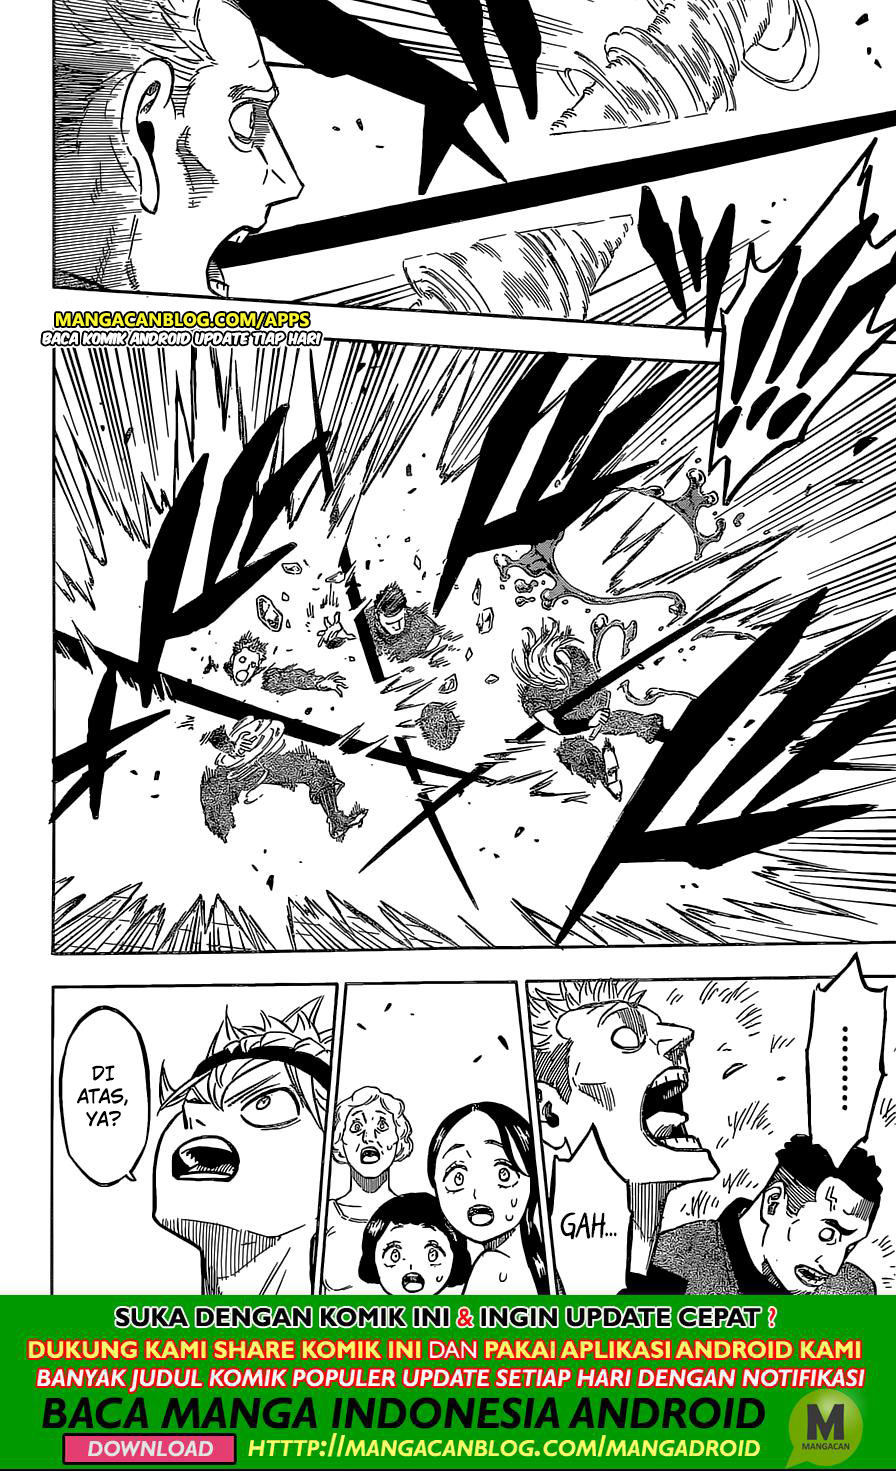 MANGACANBLOG.COM/APPS
BACA KOMIK ANDROID UPDATE TIAP HARI
!!!
.........
DI
ATAS,
YA?
GAH...
SUKA DENGAN KOMIK INI & INGIN UPDATE CEPAT ?
DUKUNG KAMI SHARE KOMIK INI DAN PAKAI APLIKASI ANDROID KAMI
BANYAK JUDUL KOMIK POPULER UPDATE SETIAP HARI DENGAN NOTIFIKASI
BACA MANGA INDONESIA ANDROID
M
MANGACAN
DOWNLOAD HTTTP://MANGACANBLOG.COM/MANGADROID